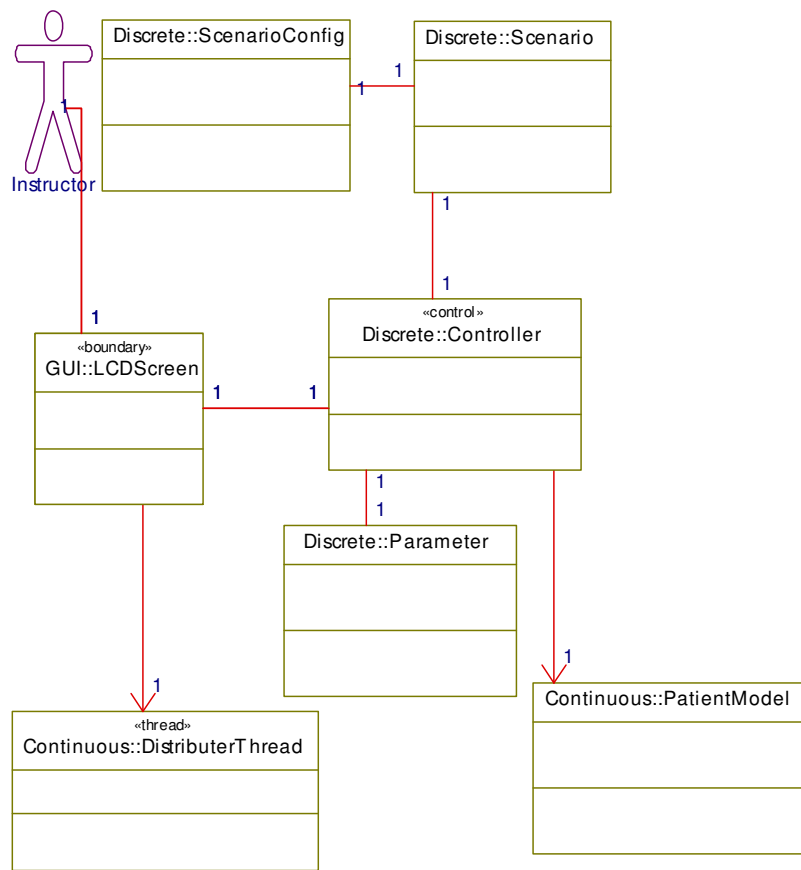 Discrete::ScenarioConfig
Discrete::Scenario
1
1
1
Instructor
1
1
1
«control»
Discrete::Controller
«boundary»
GUI::LCDScreen
1
1
1
1
Discrete::Parameter
1
1
Continuous::PatientModel
«thread»
Continuous::DistributerThread